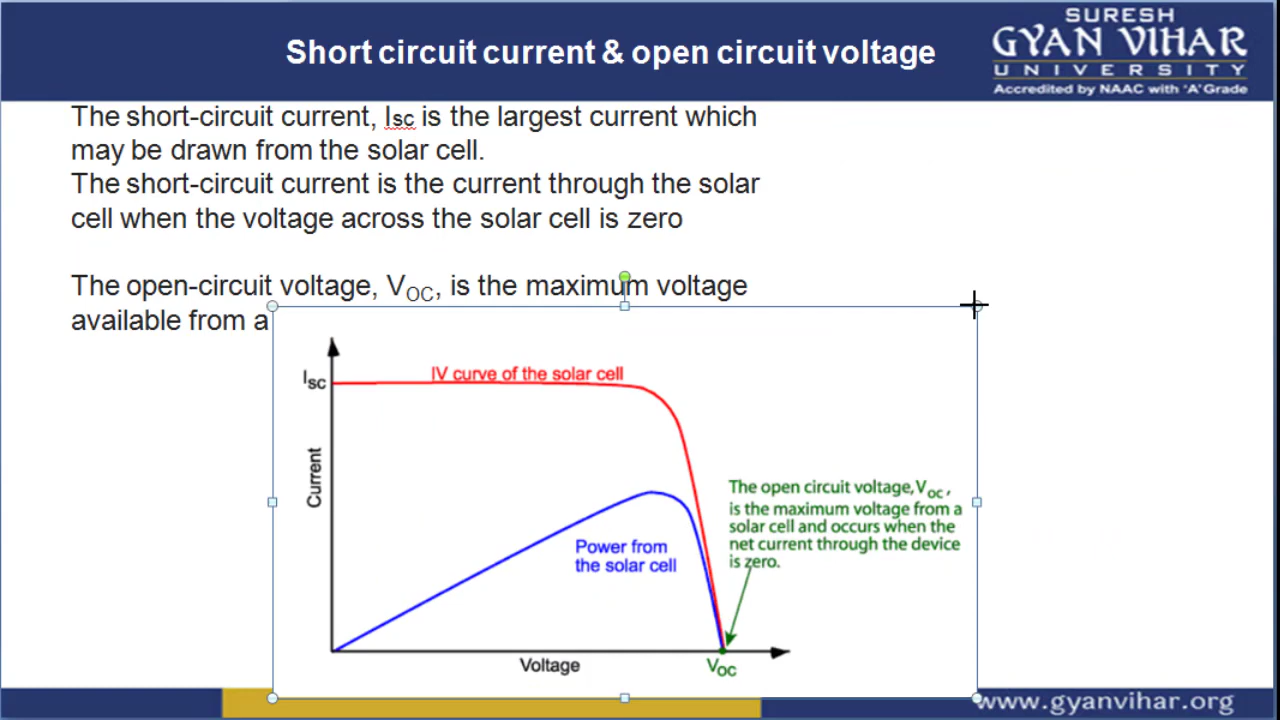 Short circuit current & open circuit voltage
SURESH
GYAN VIHAR
UNIVERSITY
Accredited by NAAC with 'A' Grade
The short-circuit current, Isc is the largest current which
may be drawn from the solar cell.
The short-circuit current is the current through the solar
cell when the voltage across the solar cell is zero
The open-circuit voltage, VOC, is the maximum voltage
available from a
ISC
IV curve of the solar cell
Current
The open circuit voltage,Voc,
is the maximum voltage from a
solar cell and occurs when the
net current through the device
is zero.
Power from
the solar cell
Voltage
VOC
www.gyanvihar.org